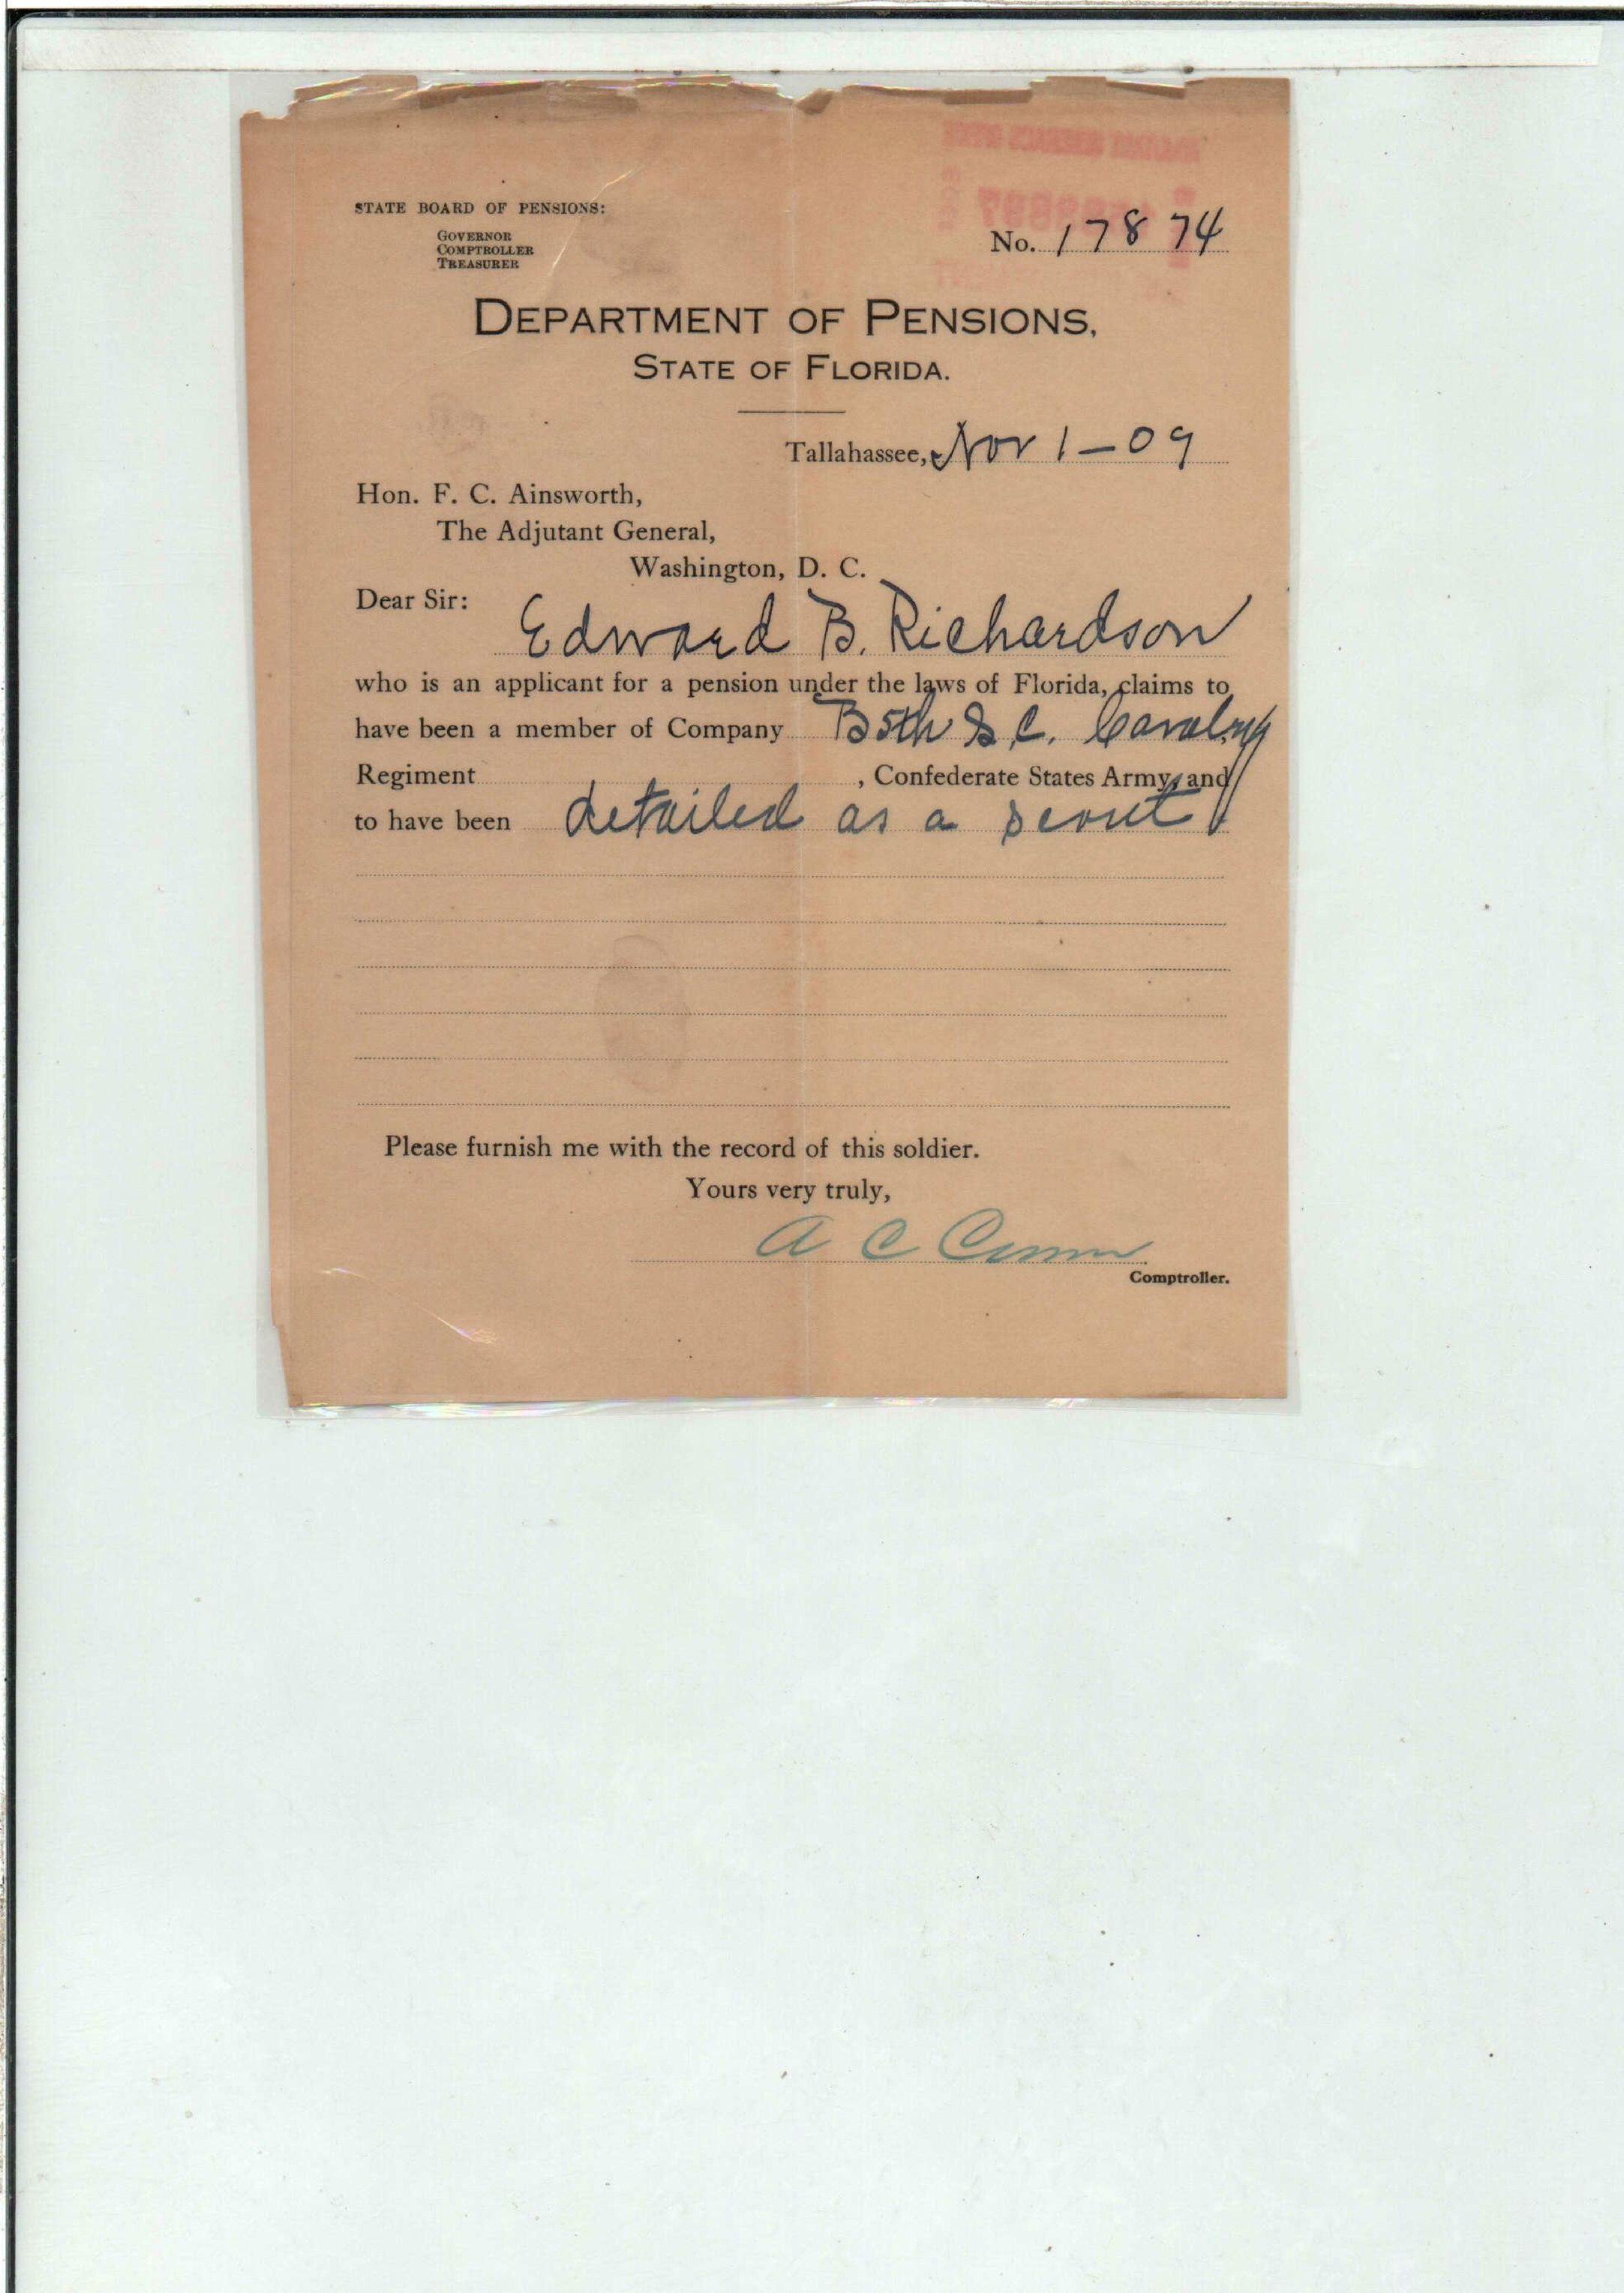 STATE BOARD OF PENSIONS:
GOVERNOR
COMPTROLLER
TREASURER
No. 17874
DEPARTMENT OF PENSIONS,
STATE OF FLORIDA.
Tallahassee, Nov 1-09
Hon. F. C. Ainsworth,
The Adjutant General,
Washington, D. C.
Dear Sir:
Edward B. Richardson
who is an applicant for a pension under the laws of Florida, claims to
have been a member of Company B 5th S.C. Cavalry
Regiment , Confederate States Army, and
to have been detailed as a scout
Please furnish me with the record of this soldier.
Yours very truly,
A C
Comptroller.